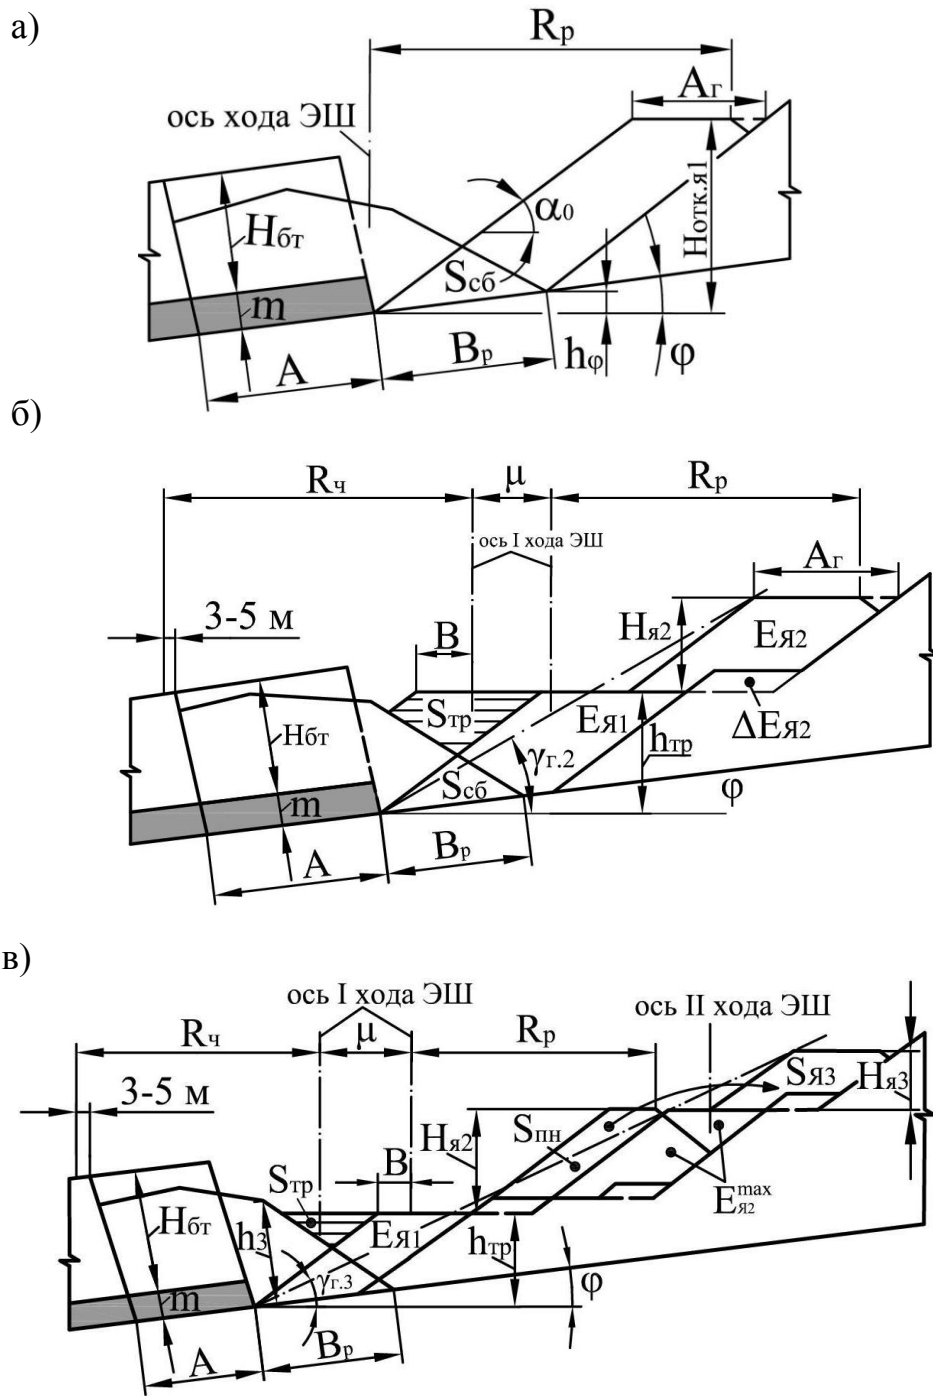 а)
Rр
Aг
ось хода ЭШ
α₀
Hотк.я1
Hбт
Sсб
m
A
Bр
hφ
φ
б)
Rч
μ
Rр
ось I хода ЭШ
Aг
3-5 м
B
Hя2
Eя2
Sтр
Eя1
hтр
ΔEя2
Hбт
γг.2
Sсб
m
φ
A
Bр
в)
ось I хода ЭШ
ось II хода ЭШ
Rч
μ
Rр
3-5 м
Sя3
Hя3
Hя2
Sпн
B
Sтр
Eя2max
Hбт
h3
Eя1
hтр
γг.3
m
φ
A
Bр